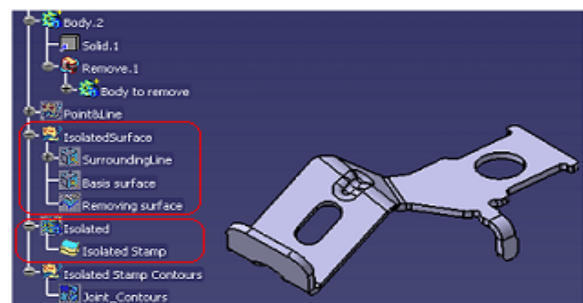 Body.2
Solid.1
Remove.1
Body to remove
Point&Line
IsolatedSurface
SurroundingLine
Basis surface
Removing surface
Isolated
Isolated Stamp
Isolated Stamp Contours
Joint_Contours